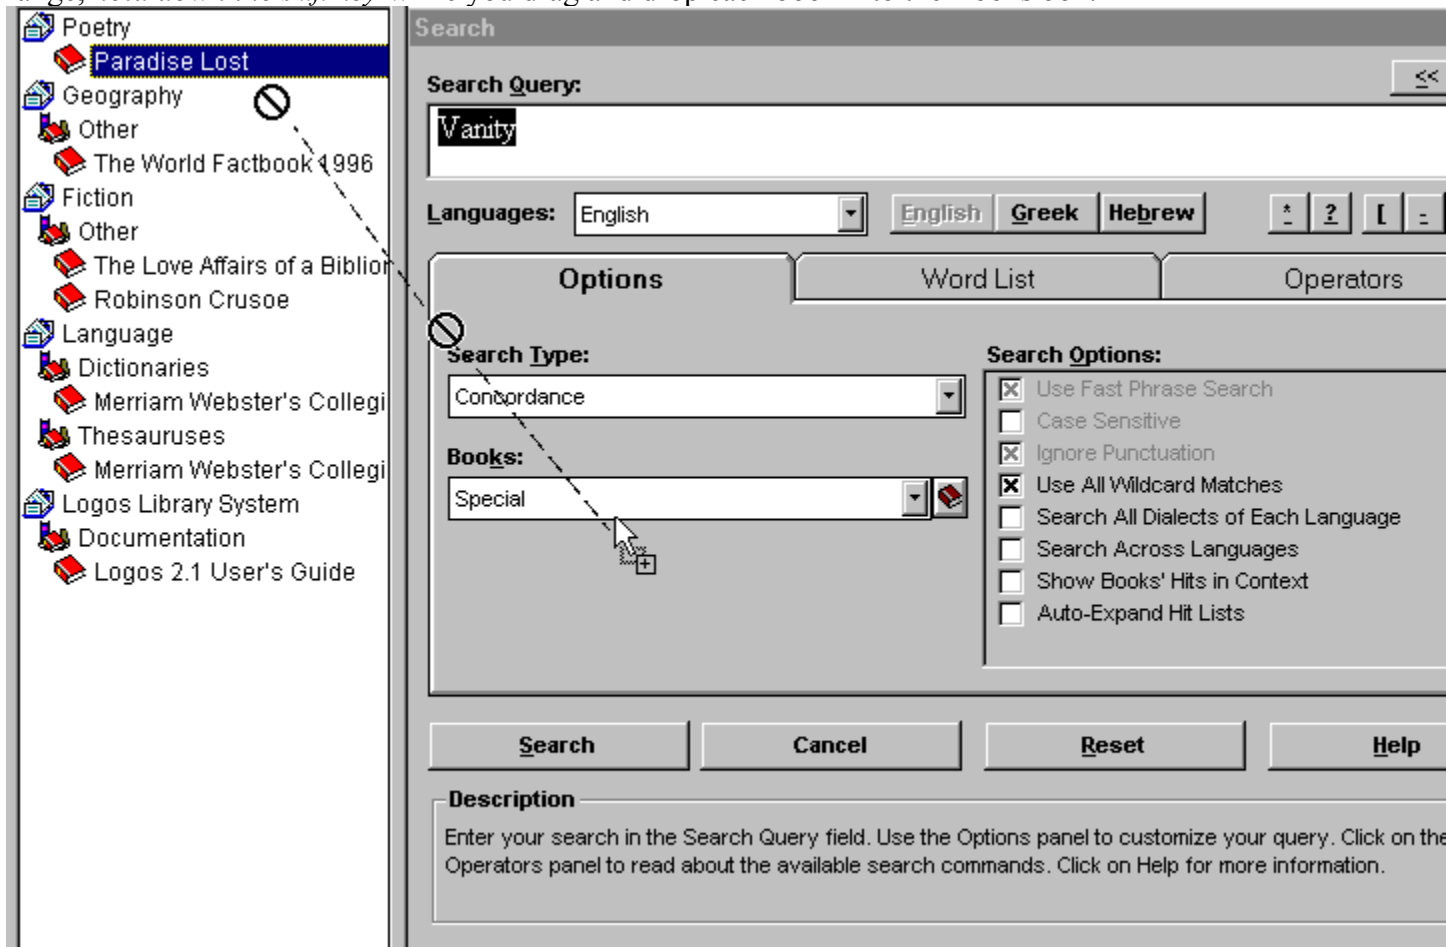 Poetry
Paradise Lost
Geography
Other
The World Factbook 1996
Fiction
Other
The Love Affairs of a Biblior
Robinson Crusoe
Language
Dictionaries
Merriam Webster's Collegi
Thesauruses
Merriam Webster's Collegi
Logos Library System
Documentation
Logos 2.1 User's Guide
Search
Search Query:
<<
Vanity
Languages: English English Greek Hebrew * ? [ -
Options Word List Operators
Search Type:
Concordance
Books:
Special
Search Options:
Use Fast Phrase Search
Case Sensitive
Ignore Punctuation
Use All Wildcard Matches
Search All Dialects of Each Language
Search Across Languages
Show Books' Hits in Context
Auto-Expand Hit Lists
Search Cancel Reset Help
Description
Enter your search in the Search Query field. Use the Options panel to customize your query. Click on the
Operators panel to read about the available search commands. Click on Help for more information.